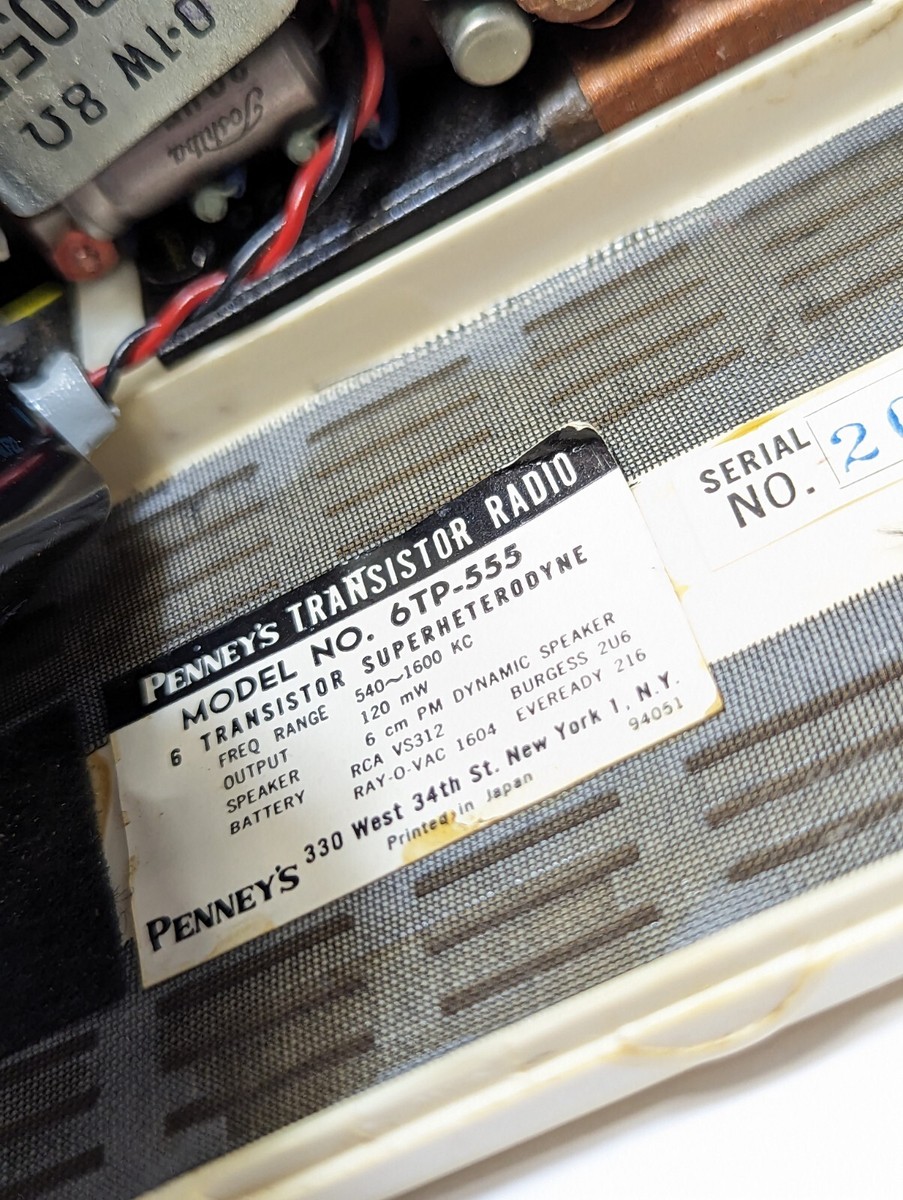 0.1W 8Ω
Toshiba
PENNEY'S TRANSISTOR RADIO
MODEL NO. 6TP-555
6 TRANSISTOR SUPERHETERODYNE
FREQ RANGE 540~1600 KC
OUTPUT 120 mW
SPEAKER 6 cm PM DYNAMIC SPEAKER
BATTERY RCA VS312 BURGESS 2U6
RAY-O-VAC 1604 EVEREADY 216
PENNEY'S 330 West 34th St. New York 1, N.Y.
Printed in Japan 94051
SERIAL
NO.